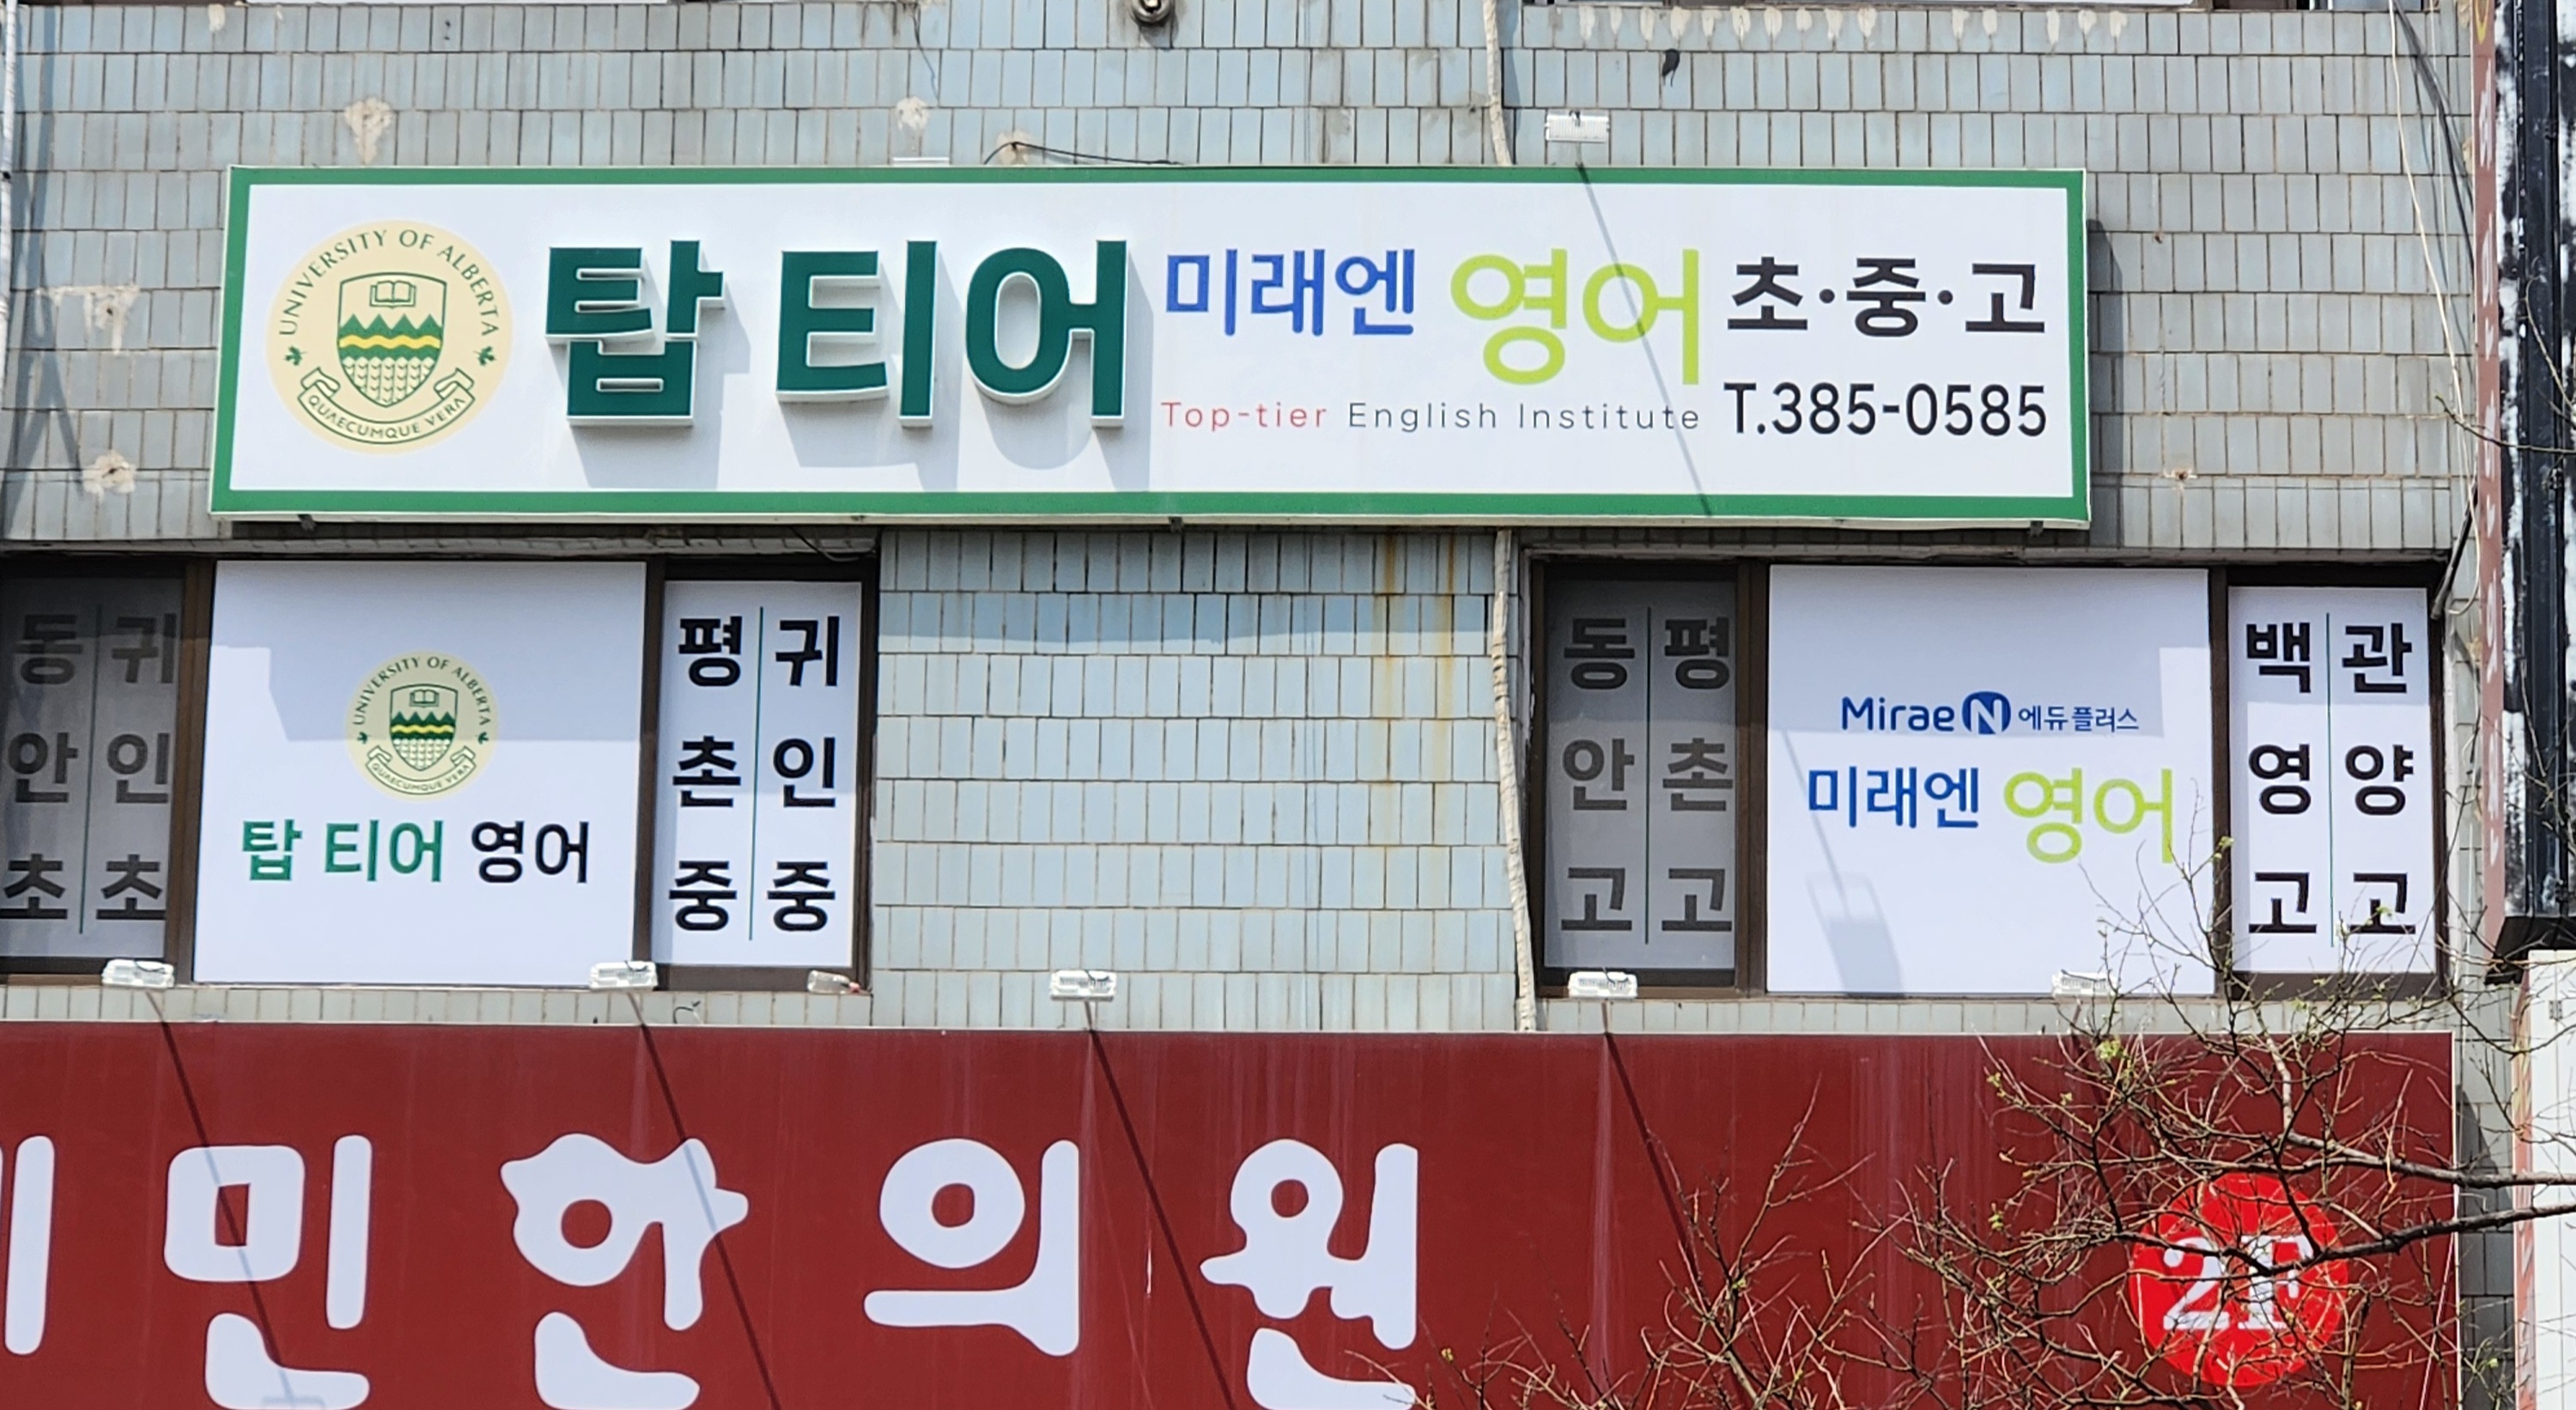 UNIVERSITY OF ALBERTA
QUAECUMQUE VERA
탑 티어 미래엔 영어 초·중·고
Top-tier English Institute T.385-0585
동안초
귀인초
UNIVERSITY OF ALBERTA
QUAECUMQUE VERA
탑 티어 영어
평촌중
귀인중
동안고
평촌고
Mirae N 에듀플러스
미래엔 영어
백영고
관양고
민한의원
2F